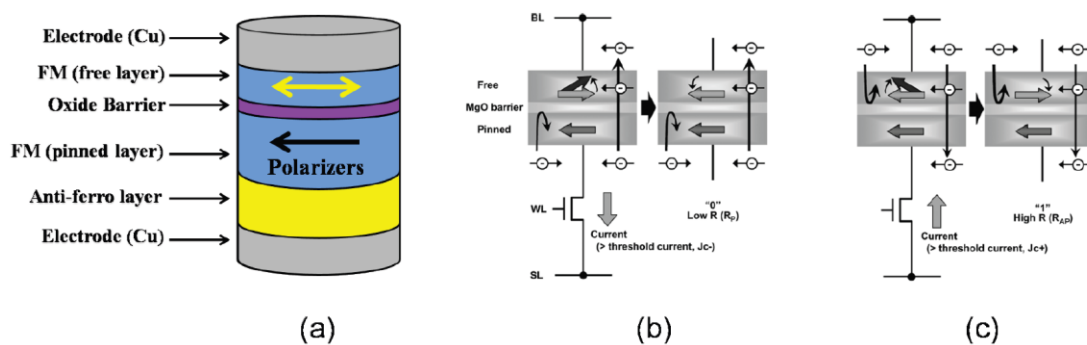 Electrode (Cu)
FM (free layer)
Oxide Barrier
FM (pinned layer)
Anti-ferro layer
Electrode (Cu)
Polarizers
(a)
BL
Free
MgO barrier
Pinned
WL
SL
Current
(> threshold current, Jc-)
"0"
Low R (RP)
(b)
Current
(> threshold current, Jc+)
"1"
High R (RAP)
(c)